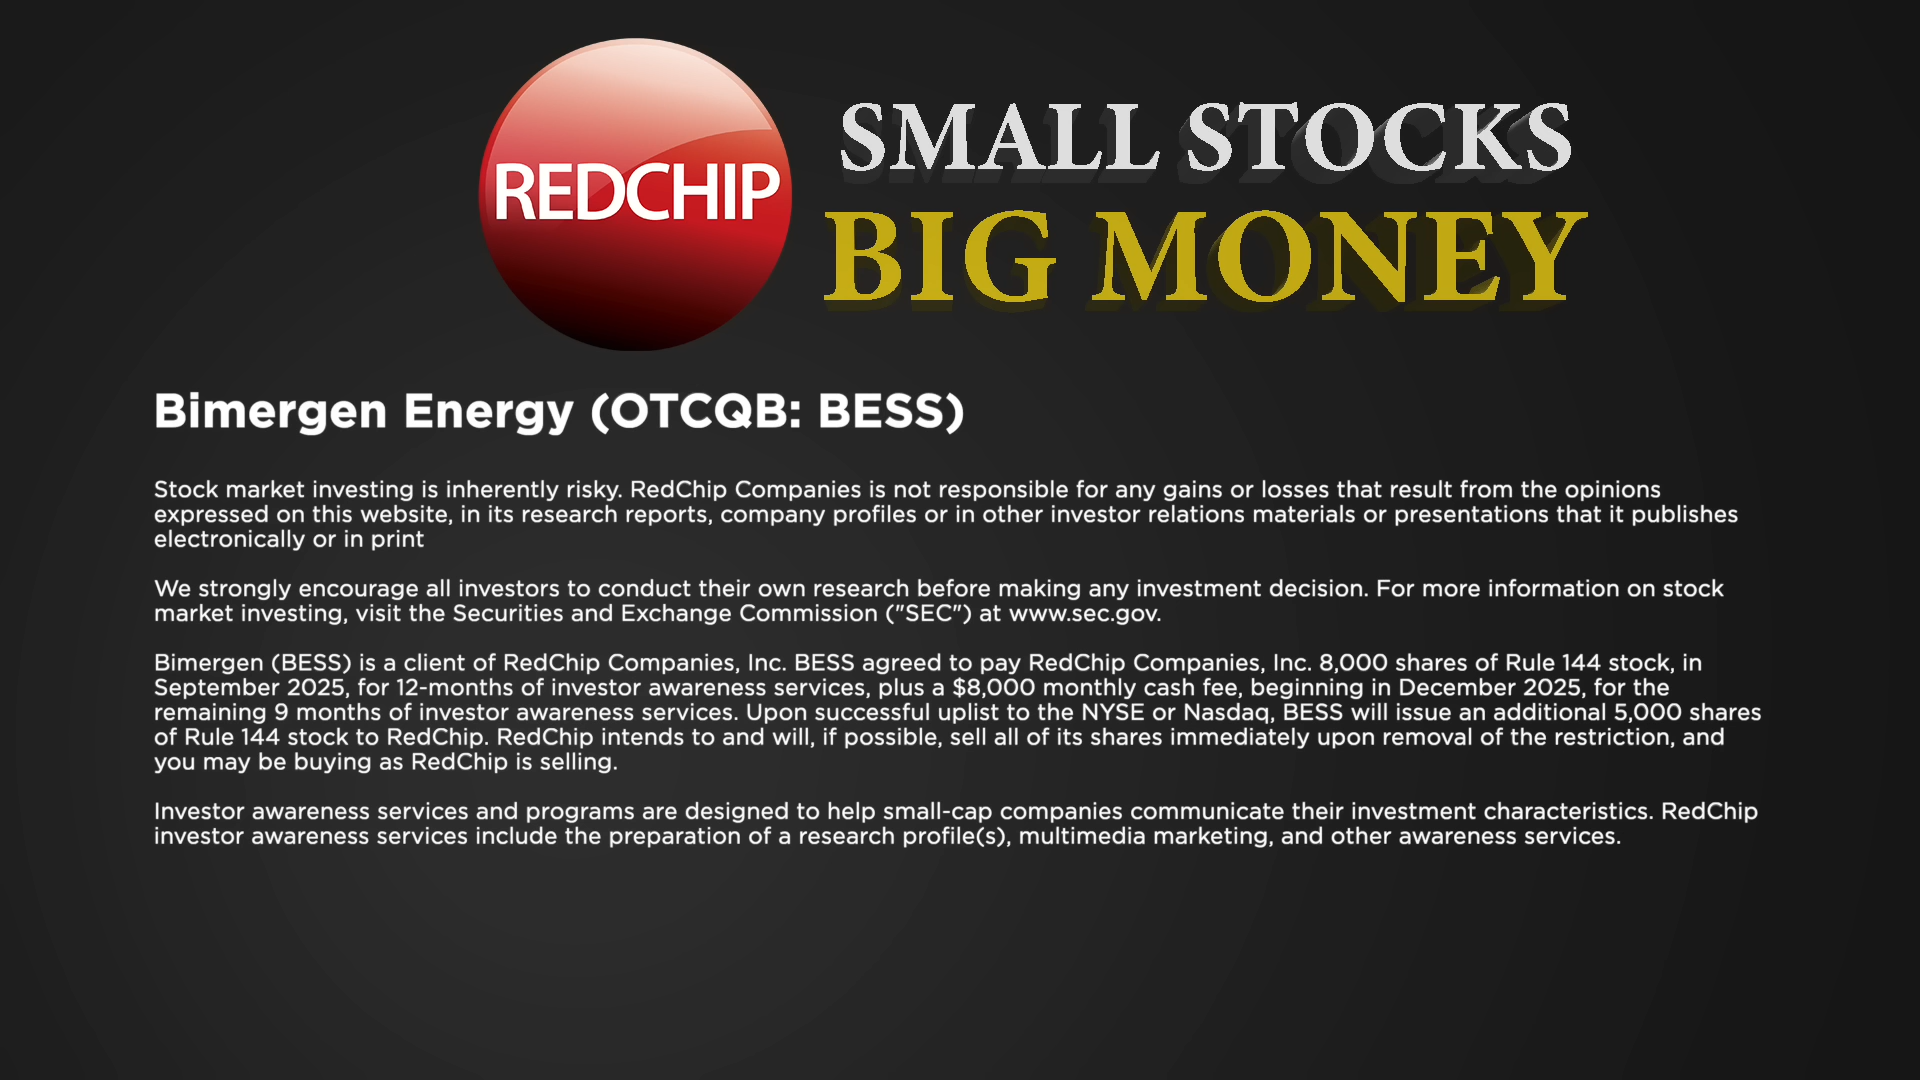 REDCHIP
SMALL STOCKS
BIG MONEY
Bimergen Energy (OTCQB: BESS)
Stock market investing is inherently risky. RedChip Companies is not responsible for any gains or losses that result from the opinions
expressed on this website, in its research reports, company profiles or in other investor relations materials or presentations that it publishes
electronically or in print
We strongly encourage all investors to conduct their own research before making any investment decision. For more information on stock
market investing, visit the Securities and Exchange Commission ("SEC") at www.sec.gov.
Bimergen (BESS) is a client of RedChip Companies, Inc. BESS agreed to pay RedChip Companies, Inc. 8,000 shares of Rule 144 stock, in
September 2025, for 12-months of investor awareness services, plus a $8,000 monthly cash fee, beginning in December 2025, for the
remaining 9 months of investor awareness services. Upon successful uplist to the NYSE or Nasdaq, BESS will issue an additional 5,000 shares
of Rule 144 stock to RedChip. RedChip intends to and will, if possible, sell all of its shares immediately upon removal of the restriction, and
you may be buying as RedChip is selling.
Investor awareness services and programs are designed to help small-cap companies communicate their investment characteristics. RedChip
investor awareness services include the preparation of a research profile(s), multimedia marketing, and other awareness services.